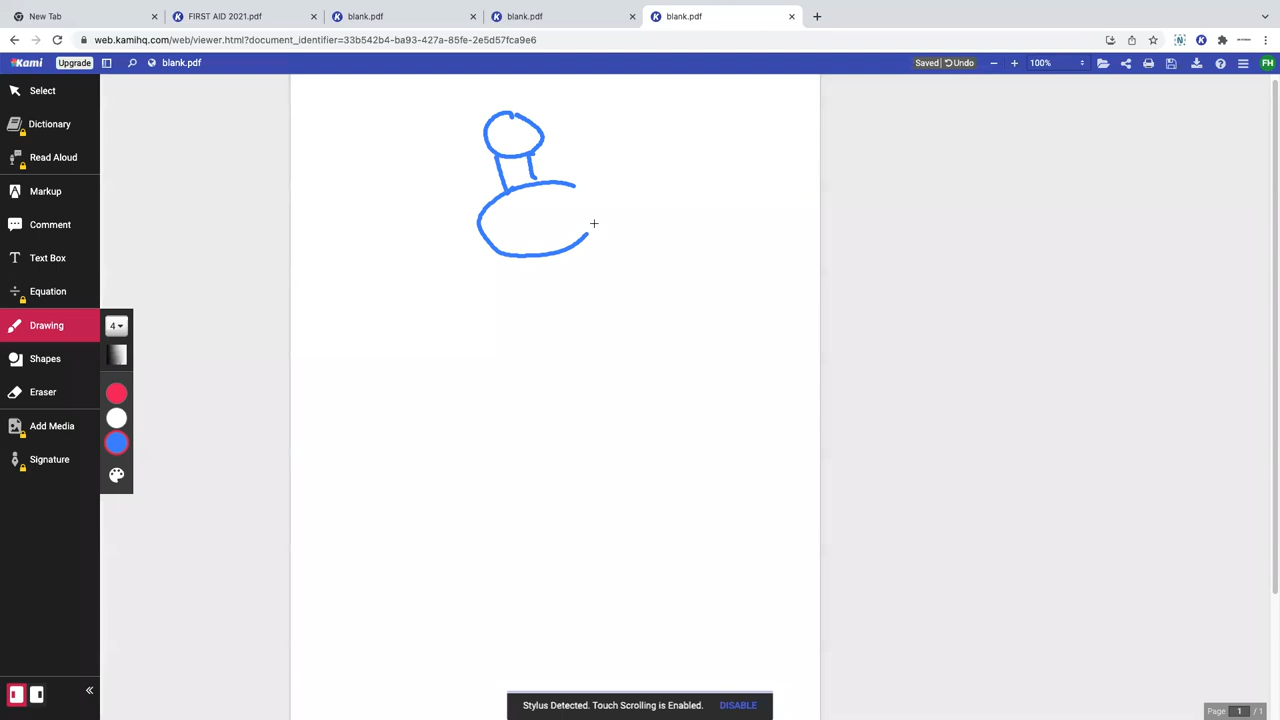 New Tab
FIRST AID 2021.pdf
blank.pdf
blank.pdf
blank.pdf
web.kamihq.com/web/viewer.html?document_identifier=33b542b4-ba93-427a-85fe-2e5d57fca9e6
Kami
Upgrade
blank.pdf
Saved
Undo
100%
FH
Select
Dictionary
Read Aloud
Markup
Comment
Text Box
Equation
Drawing
4
Shapes
Eraser
Add Media
Signature
Stylus Detected. Touch Scrolling is Enabled. DISABLE
Page 1 / 1